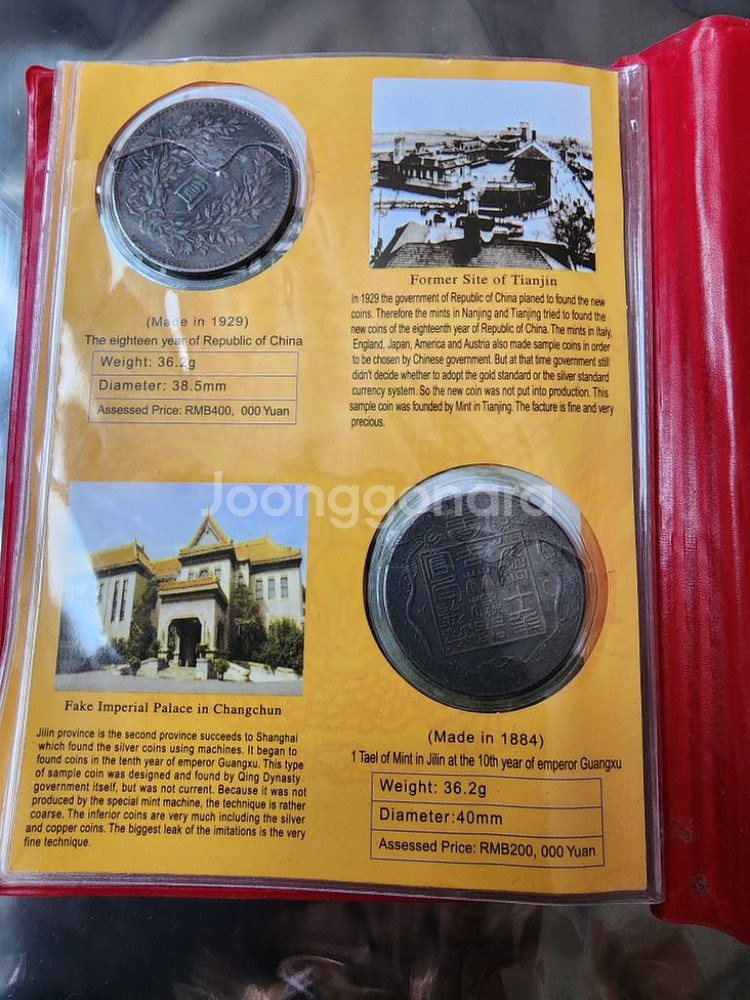 Former Site of Tianjin
In 1929 the government of Republic of China planed to found the new
coins. Therefore the mints in Nanjing and Tianjing tried to found the
new coins of the eighteenth year of Republic of China. The mints in Italy,
England, Japan, America and Austria also made sample coins in order
to be chosen by Chinese government. But at that time government still
didn't decide whether to adopt the gold standard or the silver standard
currency system. So the new coin was not put into production. This
sample coin was founded by Mint in Tianjing. The facture is fine and very
precious.
(Made in 1929)
The eighteen year of Republic of China
Weight: 36.2g
Diameter: 38.5mm
Assessed Price: RMB400, 000 Yuan
Joonggonara
Fake Imperial Palace in Changchun
Jilin province is the second province succeeds to Shanghai
which found the silver coins using machines. It began to
found coins in the tenth year of emperor Guangxu. This type
of sample coin was designed and found by Qing Dynasty
government itself, but was not current. Because it was not
produced by the special mint machine, the technique is rather
coarse. The inferior coins are very much including the silver
and copper coins. The biggest leak of the imitations is the very
fine technique.
(Made in 1884)
1 Tael of Mint in Jilin at the 10th year of emperor Guangxu
Weight: 36.2g
Diameter:40mm
Assessed Price: RMB200, 000 Yuan